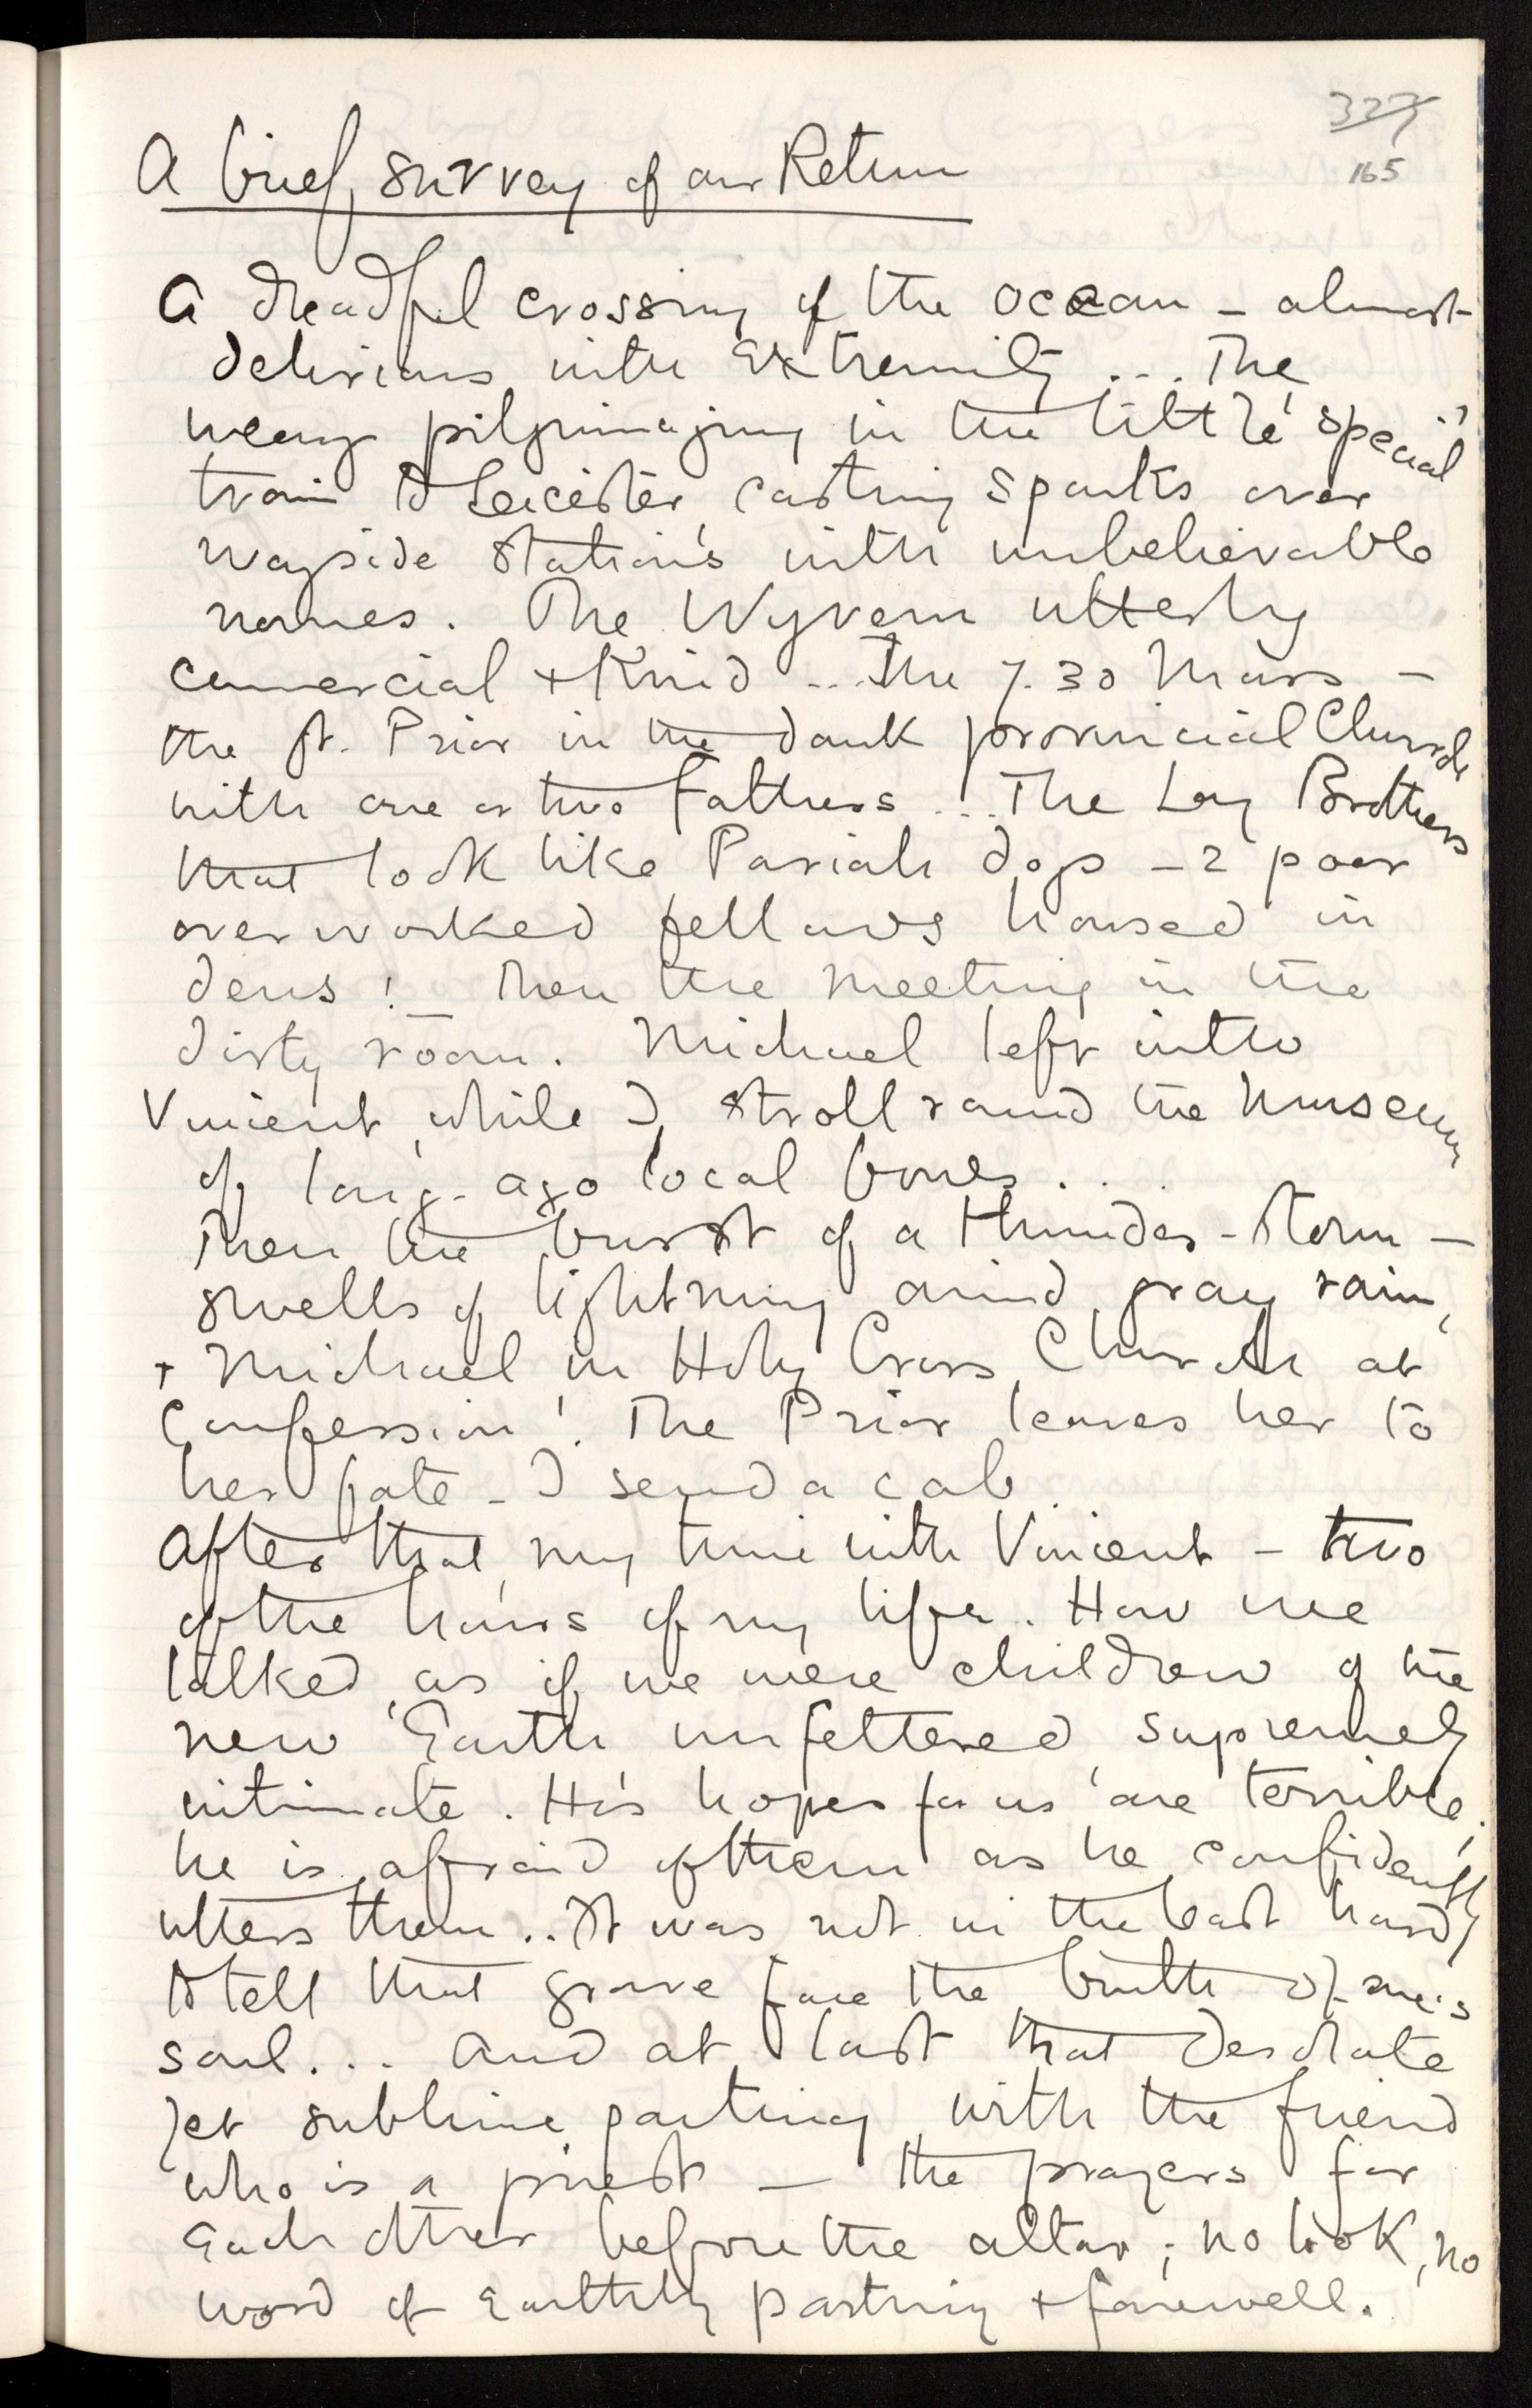 327
165
A brief survey of our Return
A dreadful crossing of the ocean - almost
delirious with extremity ... The
weary pilgrimaging in the little 'special'
train to Leicester casting sparks over
wayside stations with unbelievable
names. The Wyvern utterly
comercial + kind ... The 7.30 Mass -
the Fr. Prior in the dank provincial Church
with one or two Fathers ... The Lay Brothers
that look like Pariah dogs - 2 poor
overworked fellows housed in
dens! Then the meeting in the
dirty room. Michael left with
Vincent, while I stroll round the Museum
of long-ago local bones ...
Then the burst of a thunder-storm -
swells of lightning amid gray rain,
+ Michael in Holy Cross Church at
Confession! The Prior leaves her to
her fate - I send a cab.
After that, my time with Vincent - two
of the hours of my life. How we
talked, as if we were children of the
new Earth unfettered, supremely
intimate. His hopes for us are terrible;
he is afraid of them as he confidently
utters them .. It was not in the least hard
to tell that grave face the truth of one's
soul ... And at last that desolate
yet sublime parting with the friend
who is a priest - the prayers for
each other before the altar; no look, no
word of earthly parting + farewell.